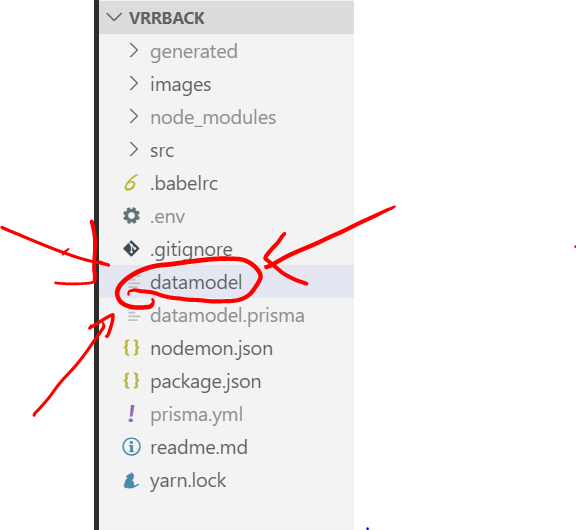 VRRBACK
generated
images
node_modules
src
.babelrc
.env
.gitignore
datamodel
datamodel.prisma
nodemon.json
package.json
prisma.yml
readme.md
yarn.lock